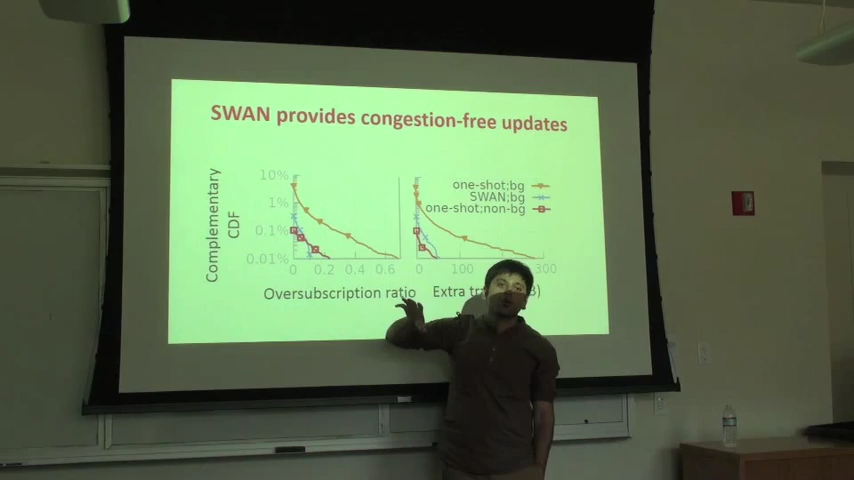 SWAN provides congestion-free updates
Complementary
CDF
10%
1%
0.1%
0.01%
0 0.2 0.4 0.6
Oversubscription ratio
one-shot;bg
SWAN;bg
one-shot;non-bg
0 100 300
Extra